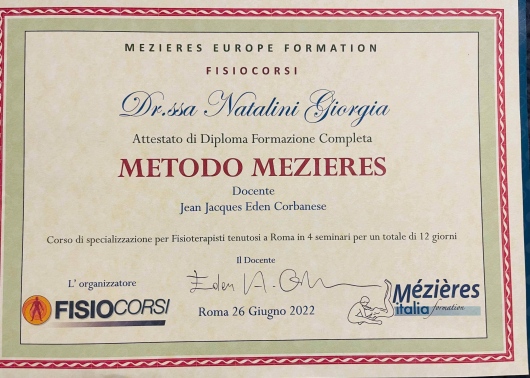 MEZIERES EUROPE FORMATION
FISIOCORSI
Dr.ssa Natalini Giorgia
Attestato di Diploma Formazione Completa
METODO MEZIERES
Docente
Jean Jacques Eden Corbanese
Corso di specializzazione per Fisioterapisti tenutosi a Roma in 4 seminari per un totale di 12 giorni
Il Docente
L' organizzatore
Eden
FISIOCORSI
Roma 26 Giugno 2022
Mézières
italia formation